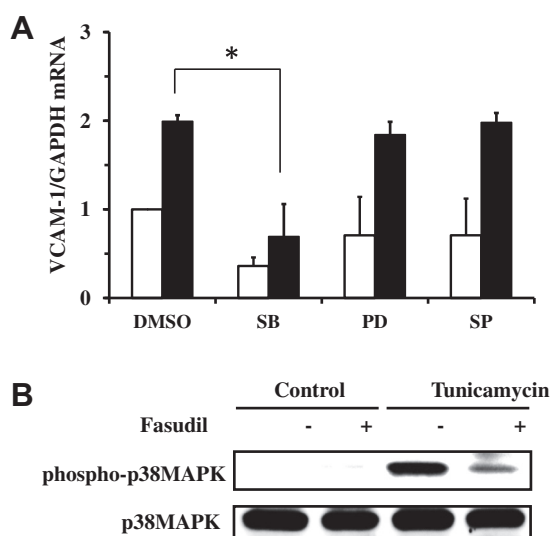 A
VCAM-1/GAPDH mRNA
3
2
1
0
*
DMSO SB PD SP
B
Control Tunicamycin
Fasudil - + - +
phospho-p38MAPK
p38MAPK